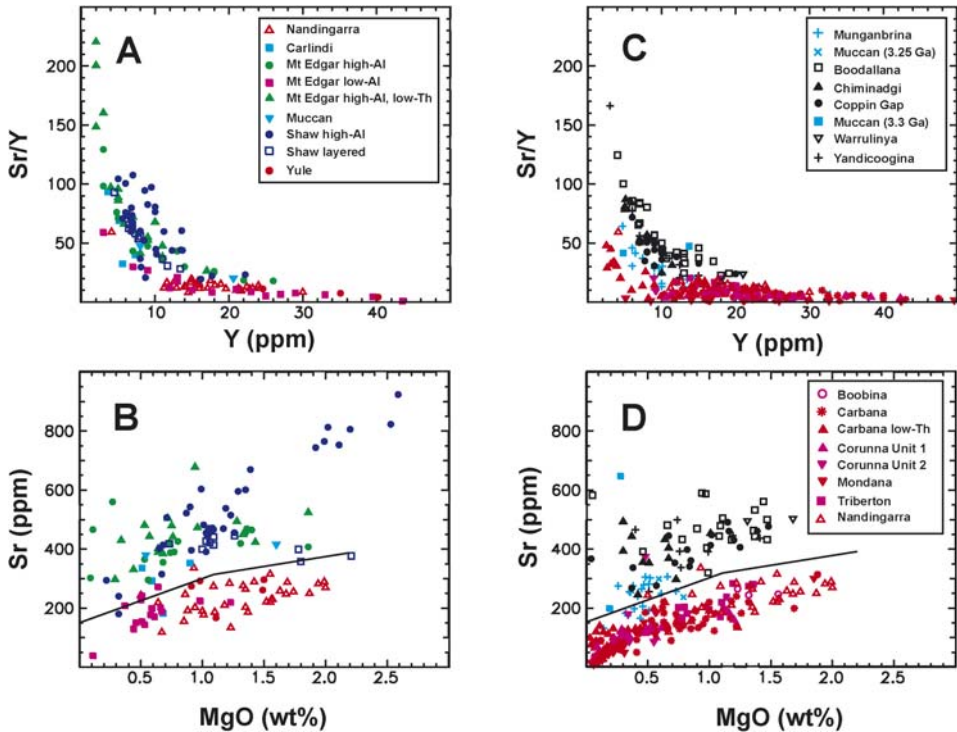 A
Sr/Y
200
150
100
50
10 20 30 40
Y (ppm)
Nandingarra
Carlindi
Mt Edgar high-Al
Mt Edgar low-Al
Mt Edgar high-Al, low-Th
Muccan
Shaw high-Al
Shaw layered
Yule
C
Sr/Y
200
150
100
50
10 20 30 40
Y (ppm)
Munganbrina
Muccan (3.25 Ga)
Boodallana
Chiminadgi
Coppin Gap
Muccan (3.3 Ga)
Warrulinya
Yandicoogina
B
Sr (ppm)
800
600
400
200
0.5 1.0 1.5 2.0 2.5
MgO (wt%)
D
Sr (ppm)
800
600
400
200
0.5 1.0 1.5 2.0 2.5
MgO (wt%)
Boobina
Carbana
Carbana low-Th
Corunna Unit 1
Corunna Unit 2
Mondana
Triberton
Nandingarra